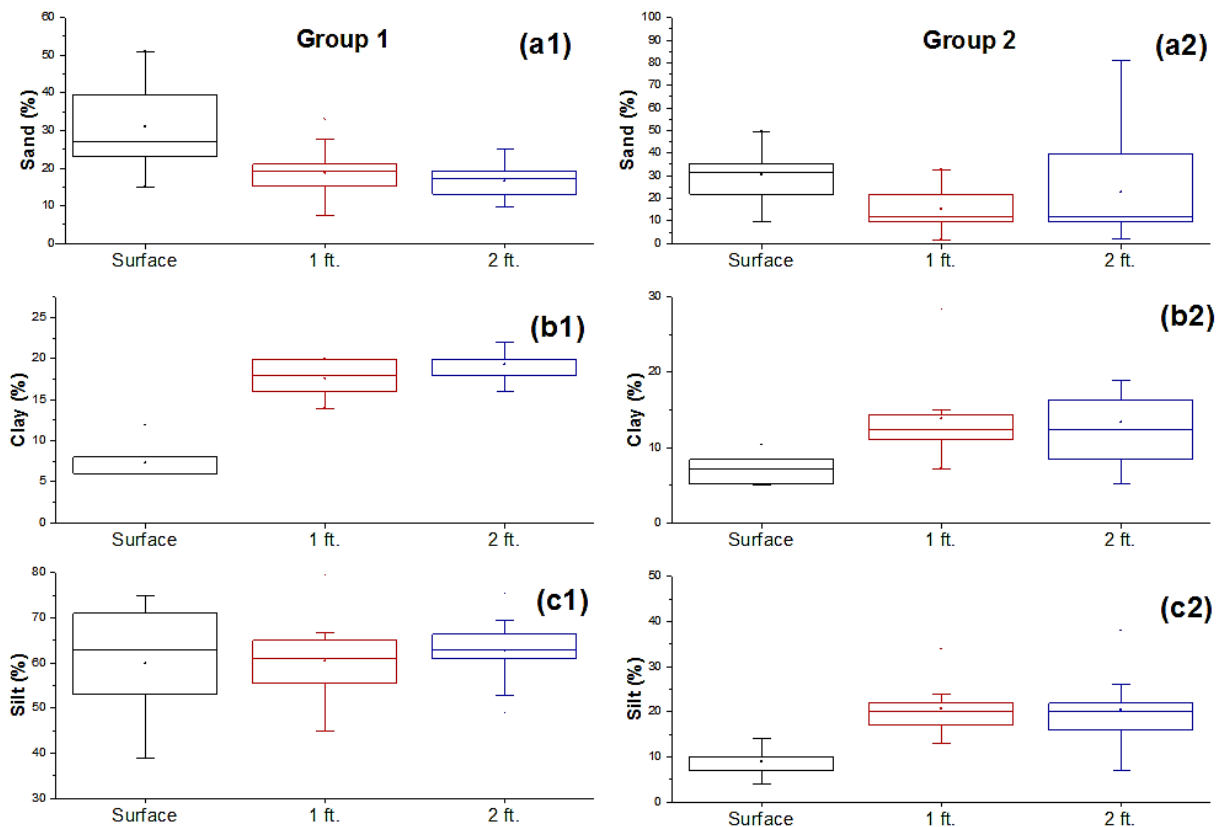 Group 1
(a1)
Sand (%)
60
50
40
30
20
10
0
Surface 1 ft. 2 ft.
Group 2
(a2)
Sand (%)
100
90
80
70
60
50
40
30
20
10
0
Surface 1 ft. 2 ft.
(b1)
Clay (%)
25
20
15
10
5
0
Surface 1 ft. 2 ft.
(b2)
Clay (%)
30
20
10
0
Surface 1 ft. 2 ft.
(c1)
Silt (%)
80
70
60
50
40
30
Surface 1 ft. 2 ft.
(c2)
Silt (%)
50
40
30
20
10
0
Surface 1 ft. 2 ft.